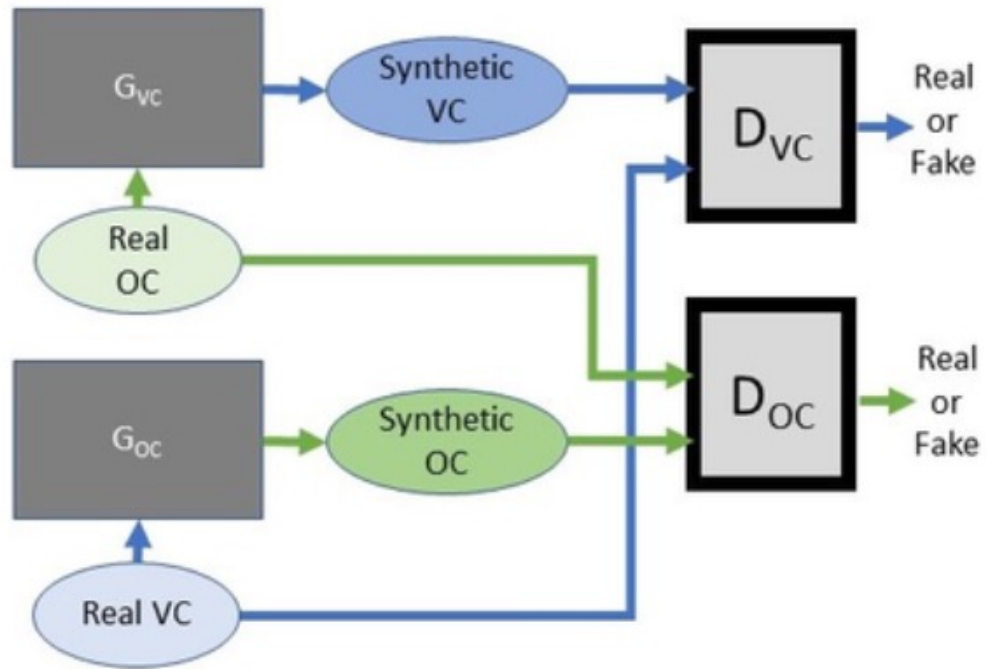 G_VC
Synthetic
VC
D_VC
Real
or
Fake
Real
OC
G_OC
Synthetic
OC
D_OC
Real
or
Fake
Real VC